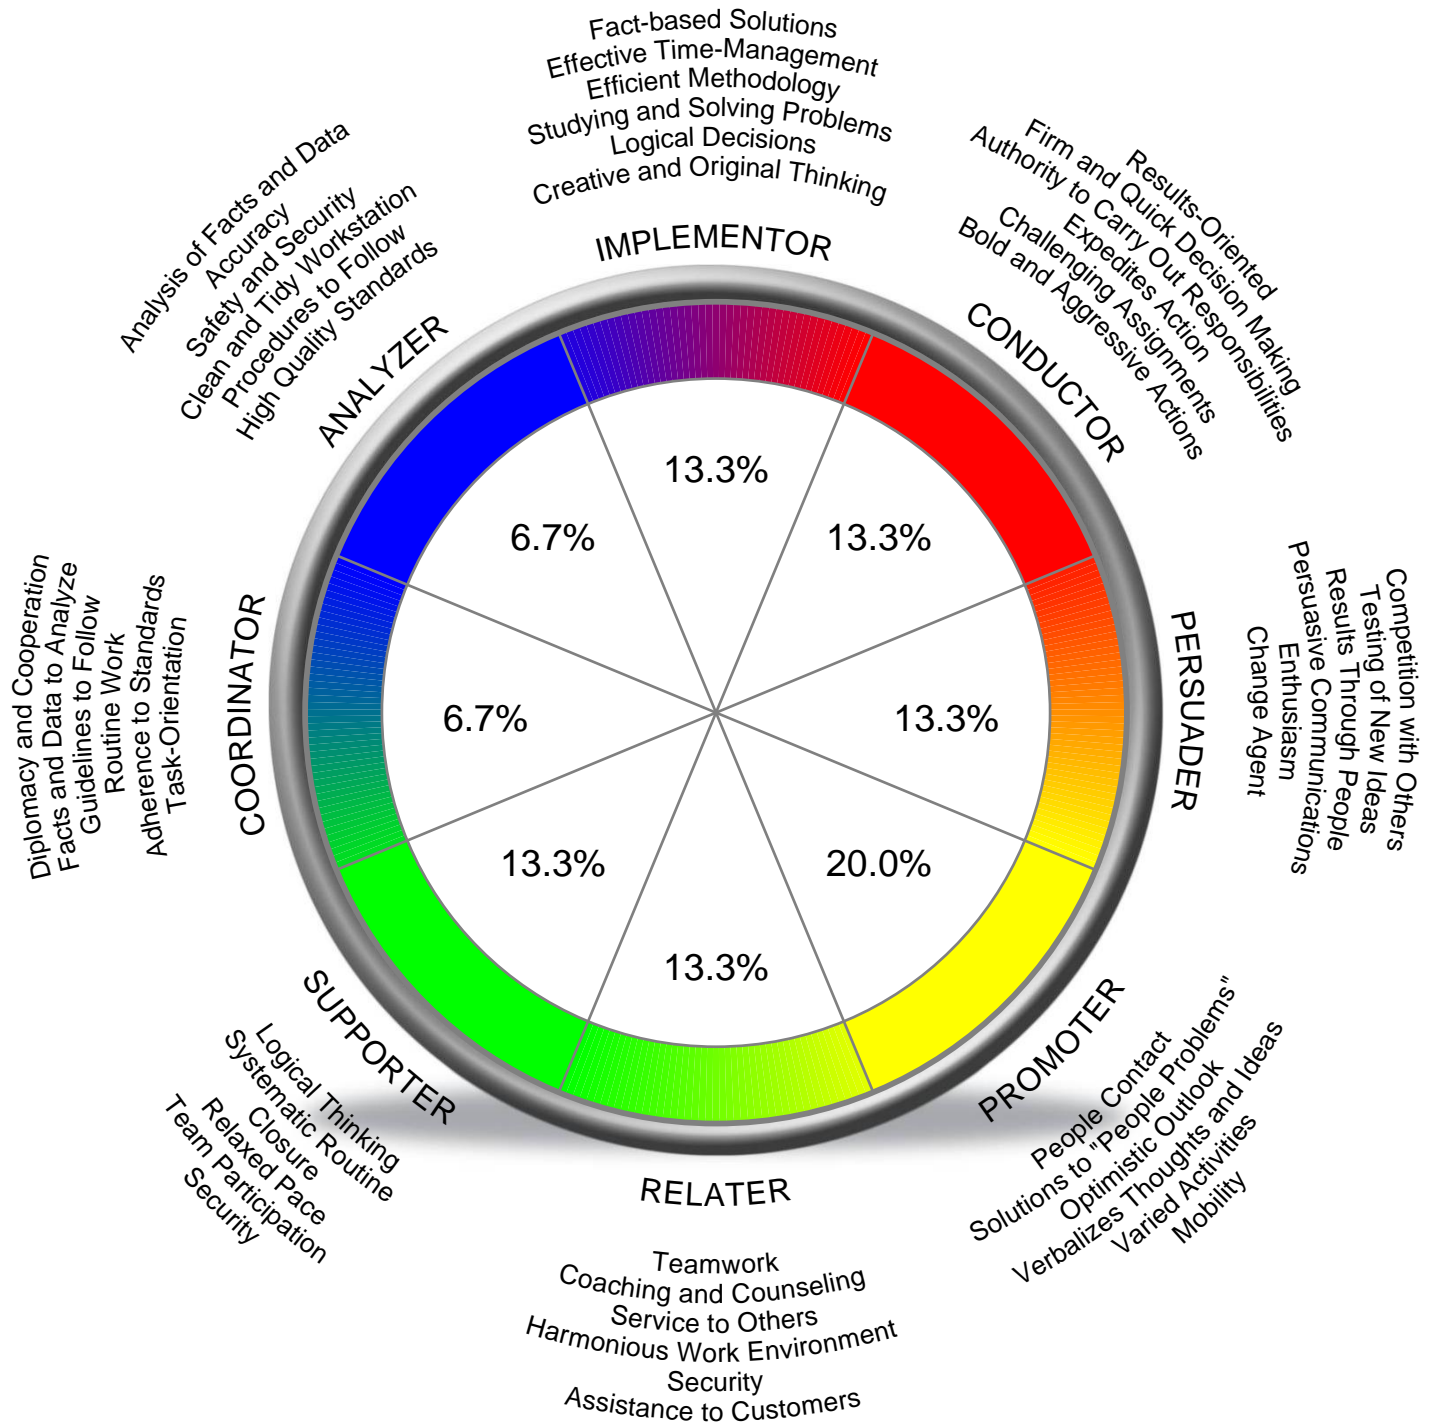 Fact-based Solutions
Effective Time-Management
Efficient Methodology
Studying and Solving Problems
Logical Decisions
Creative and Original Thinking
IMPLEMENTOR
13.3%
Results-Oriented
Firm and Quick Decision Making
Authority to Carry Out Responsibilities
Expedites Action
Challenging Assignments
Bold and Aggressive Actions
CONDUCTOR
13.3%
Competition with Others
Testing of New Ideas
Results Through People
Persuasive Communications
Enthusiasm
Change Agent
PERSUADER
13.3%
PROMOTER
20.0%
People Contact
Solutions to "People Problems"
Optimistic Outlook
Verbalizes Thoughts and Ideas
Varied Activities
Mobility
13.3%
RELATER
Teamwork
Coaching and Counseling
Service to Others
Harmonious Work Environment
Security
Assistance to Customers
13.3%
SUPPORTER
Logical Thinking
Systematic Routine
Closure
Relaxed Pace
Team Participation
Security
Diplomacy and Cooperation
Facts and Data to Analyze
Guidelines to Follow
Routine Work
Adherence to Standards
Task-Orientation
COORDINATOR
6.7%
Analysis of Facts and Data
Accuracy
Safety and Security
Clean and Tidy Workstation
Procedures to Follow
High Quality Standards
ANALYZER
6.7%